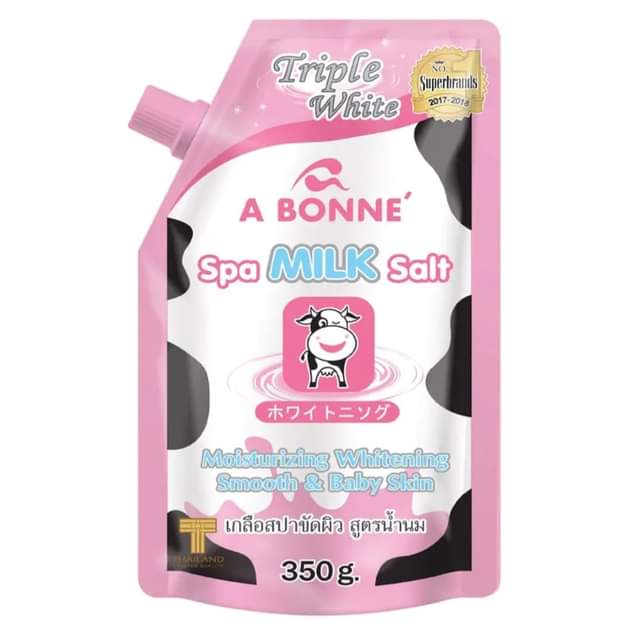 Triple
White
NO. 1
Superbrands
2017-2018
A BONNE´
Spa MILK Salt
ホワイトニソグ
Moisturizing Whitening
Smooth & Baby Skin
เกลือสปาขัดผิว สูตรน้ำนม
THAILAND
350g.